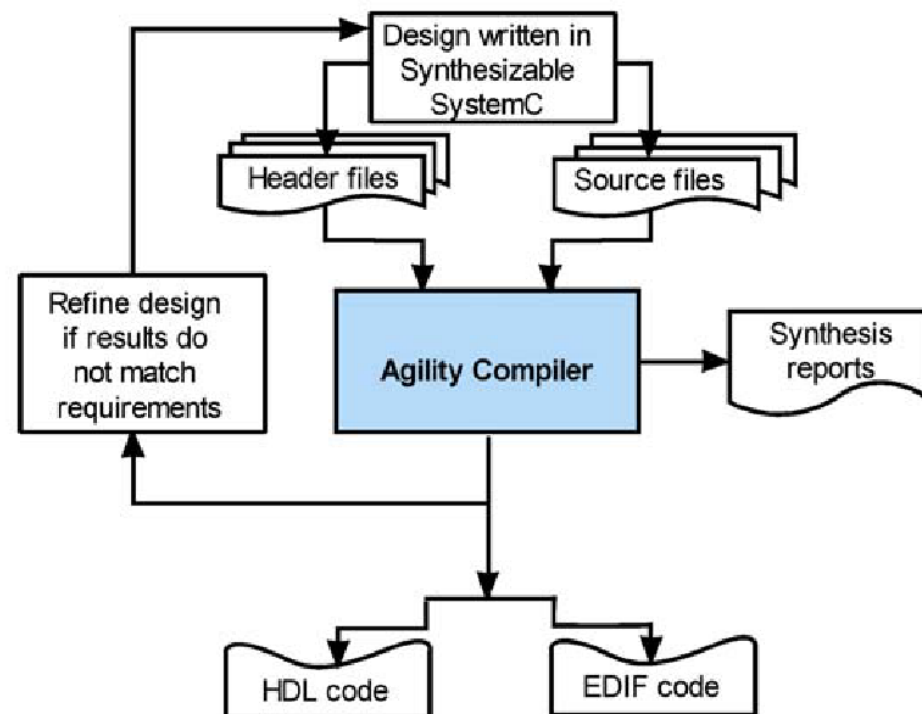 Design written in
Synthesizable
SystemC
Header files
Source files
Refine design
if results do
not match
requirements
Agility Compiler
Synthesis
reports
HDL code
EDIF code